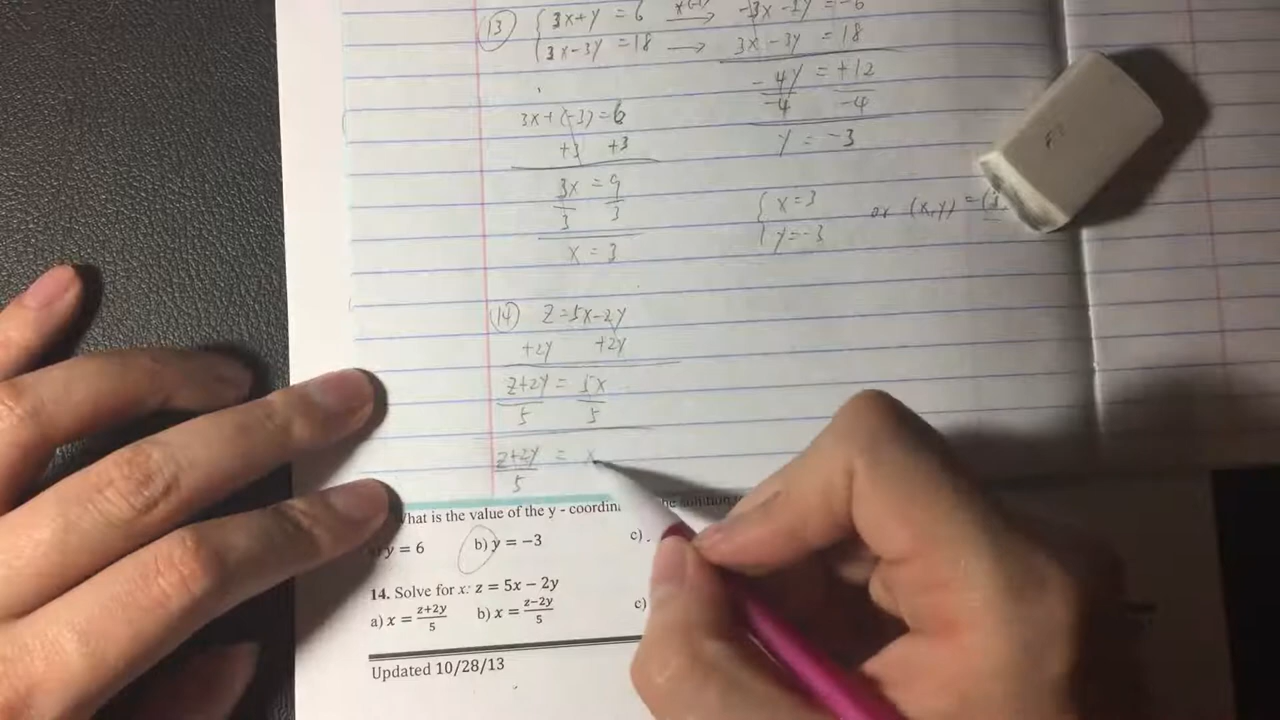 13 { 3x+y = 6 x(-1) → -3x-1y = -6
3x-3y = 18 → 3x-3y = 18
-4y = +12
-4 -4
y = -3
3x+(-3) = 6
+3 +3
3x = 9
3 3
x = 3
{ x = 3
y = -3
or (x,y) = (3
14 z = 5x-2y
+2y +2y
z+2y = 5x
5 5
z+2y = x
5
What is the value of the y - coordin
y = 6 b) y = −3 c)
14. Solve for x: z = 5x − 2y
a) x = z+2y/5 b) x = z−2y/5 c)
Updated 10/28/13